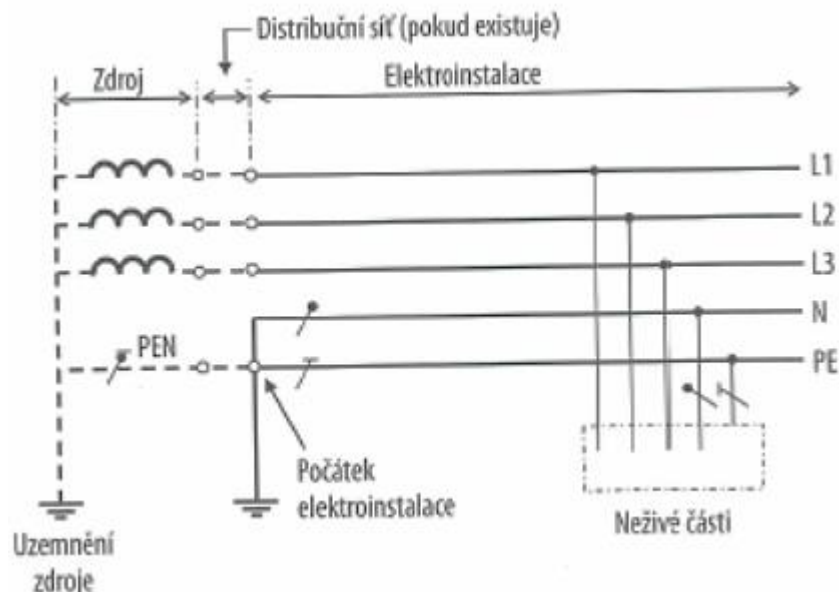 Distribuční síť (pokud existuje)
Zdroj
Elektroinstalace
L1
L2
L3
N
PEN
PE
Počátek
elektroinstalace
Neživé části
Uzemnění
zdroje